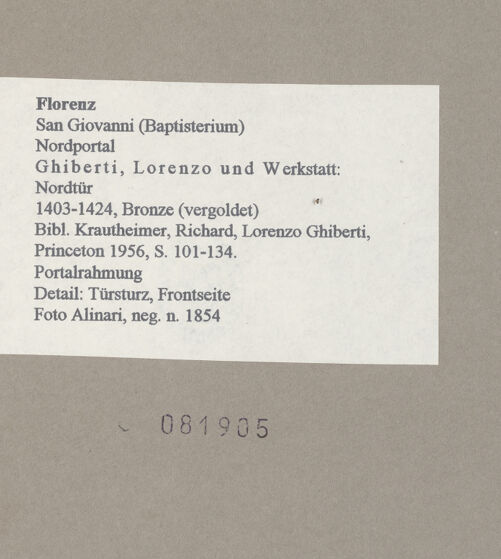 Florenz
San Giovanni (Baptisterium)
Nordportal
Ghiberti, Lorenzo und Werkstatt:
Nordtür
1403-1424, Bronze (vergoldet)
Bibl. Krautheimer, Richard, Lorenzo Ghiberti,
Princeton 1956, S. 101-134.
Portalrahmung
Detail: Türsturz, Frontseite
Foto Alinari, neg. n. 1854
081905